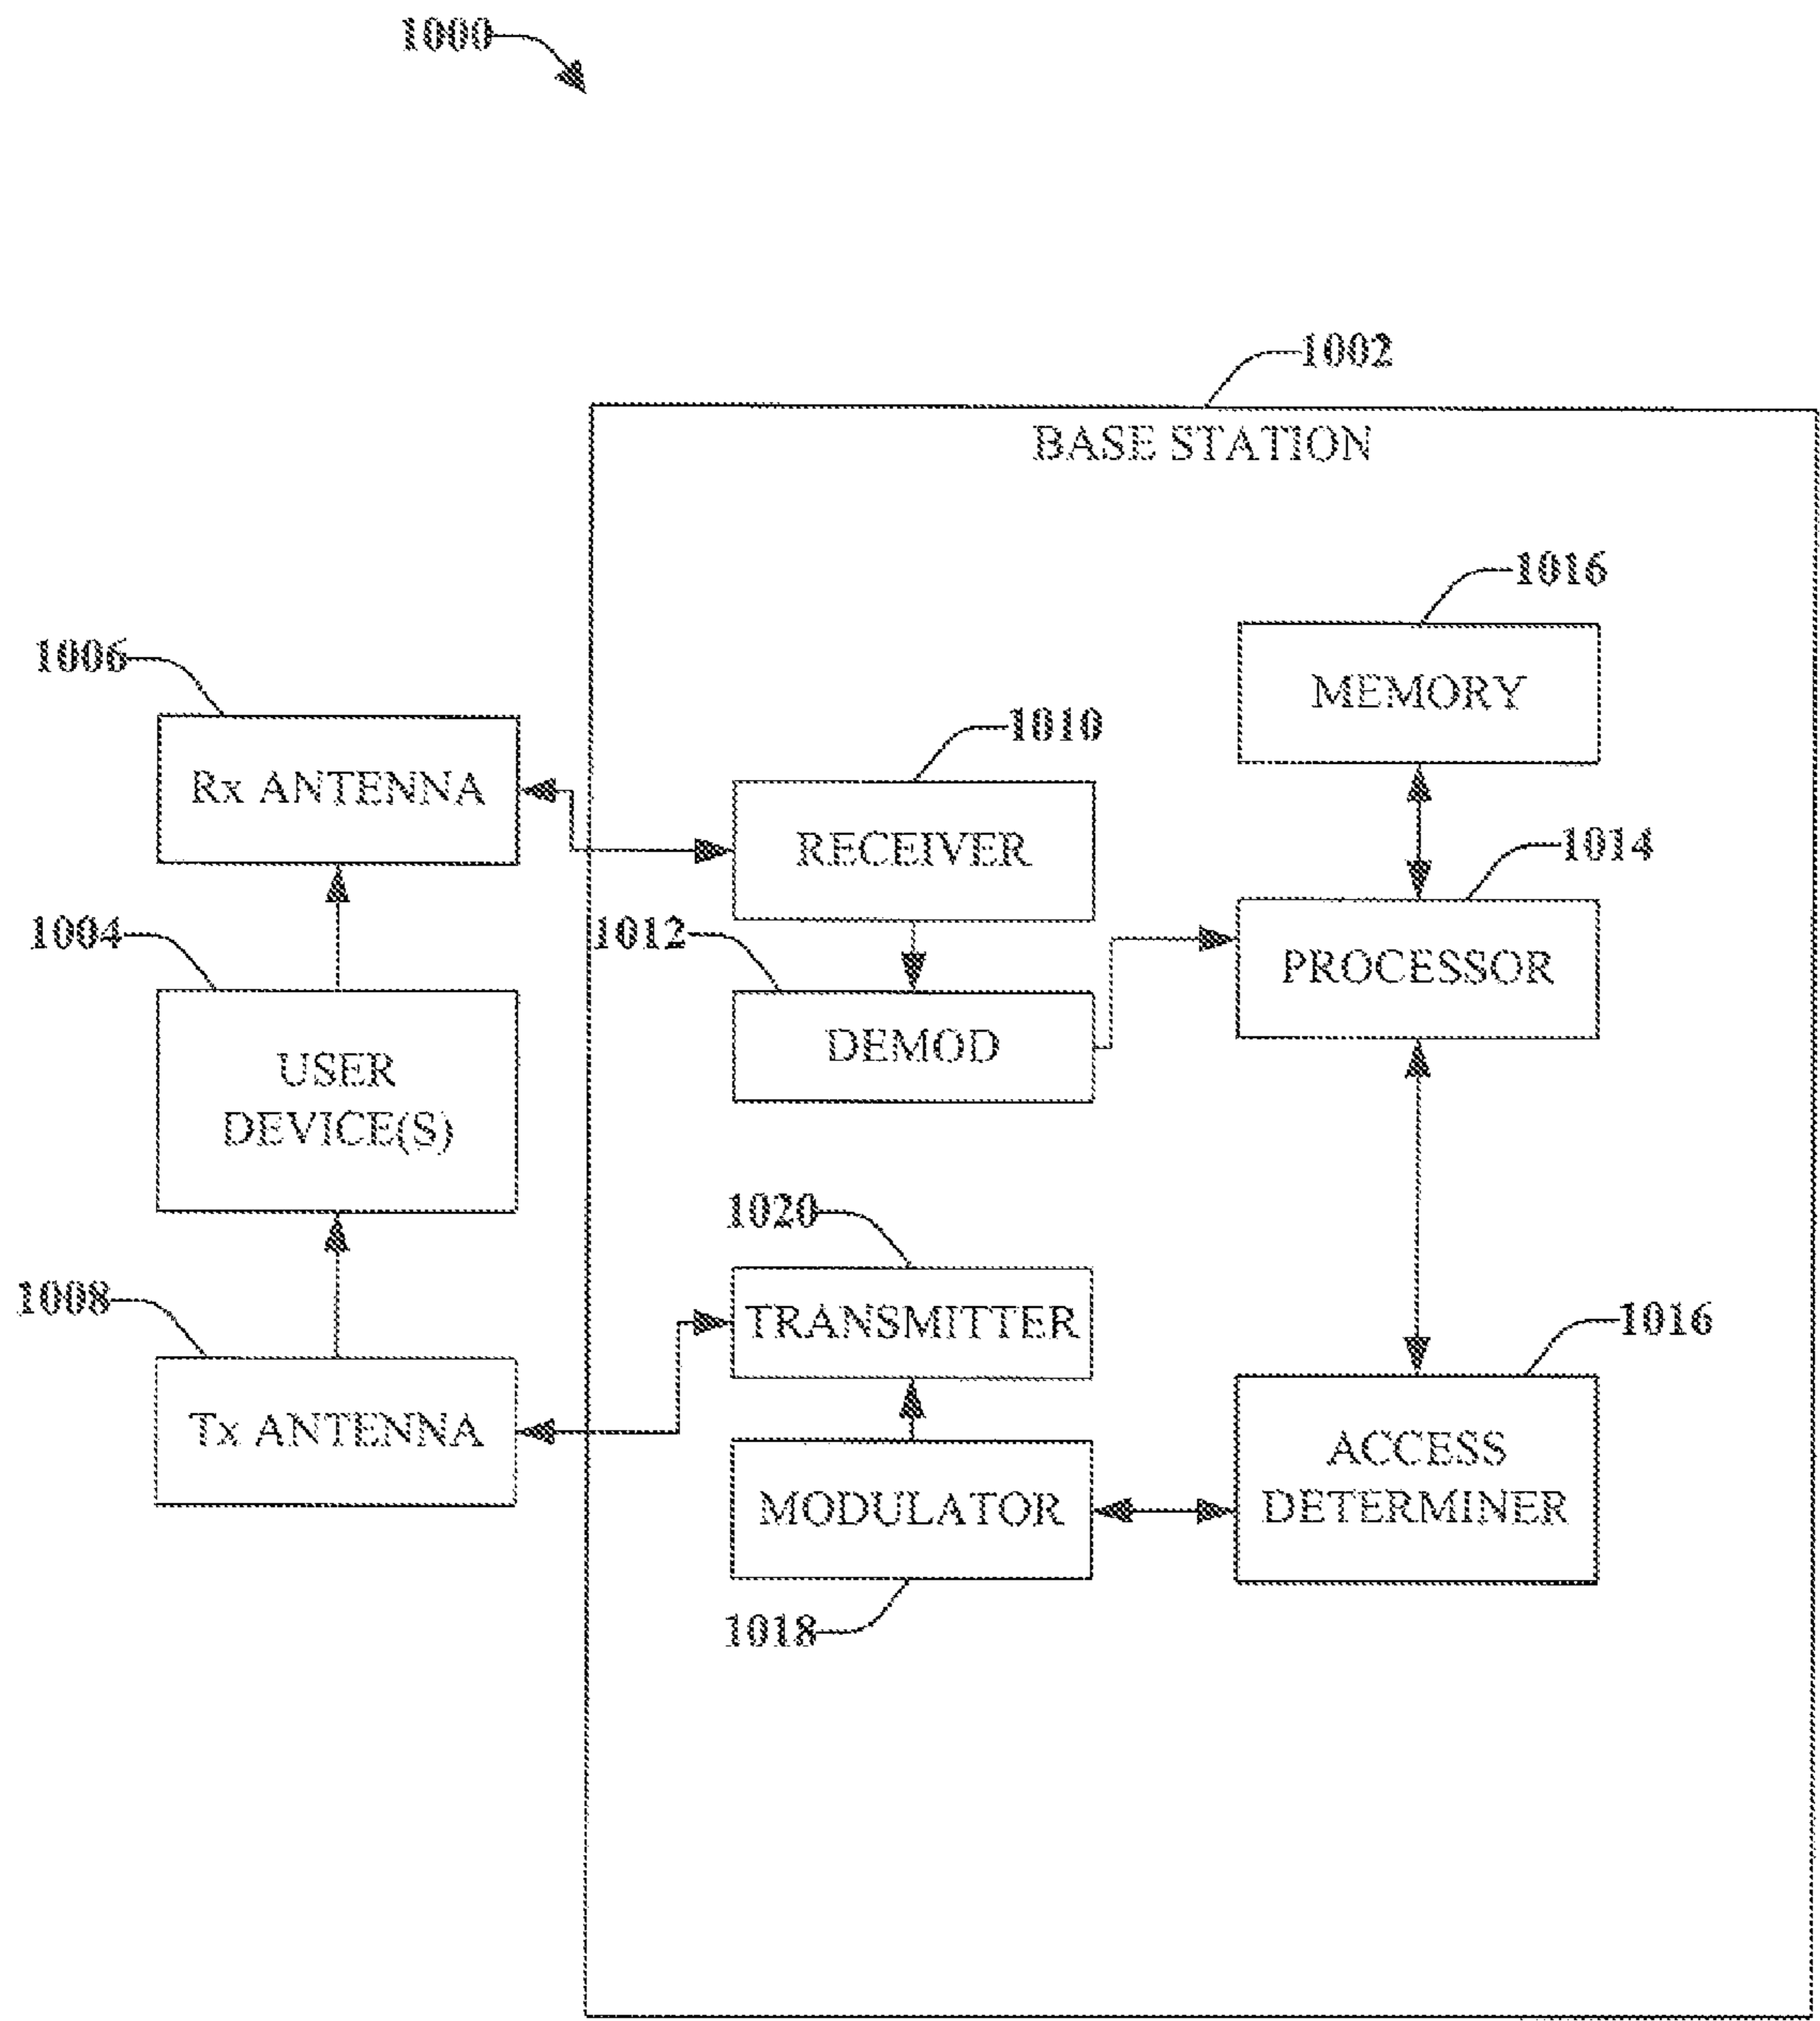 1000
1002
BASE STATION
1016
1006
MEMORY
1010
Rx ANTENNA
RECEIVER
1014
1004
1012
PROCESSOR
DEMOD
USER
DEVICE(S)
1020
1008
TRANSMITTER
1016
Tx ANTENNA
ACCESS
DETERMINER
MODULATOR
1018